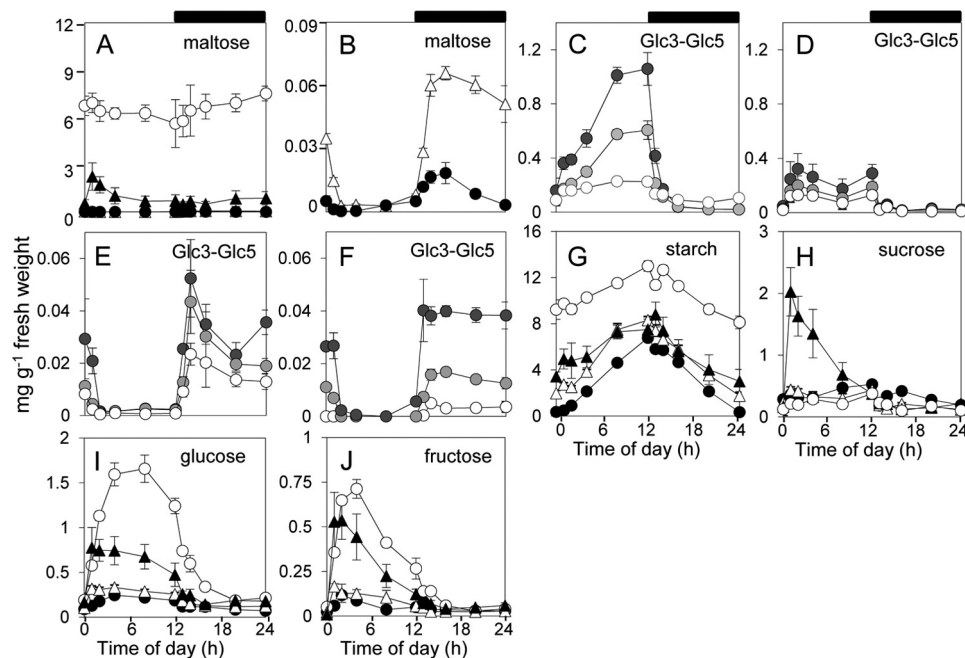 A maltose
12
9
6
3
0
B maltose
0.09
0.06
0.03
0
C Glc3-Glc5
1.2
0.8
0.4
0
D Glc3-Glc5
1.2
0.8
0.4
0
mg g⁻¹ fresh weight
E Glc3-Glc5
0.06
0.04
0.02
0
F Glc3-Glc5
0.06
0.04
0.02
0
G starch
16
12
8
4
0
0 6 12 18 24
Time of day (h)
H sucrose
3
2
1
0
0 6 12 18 24
Time of day (h)
I glucose
2
1.5
1
0.5
0
0 6 12 18 24
Time of day (h)
J fructose
1
0.75
0.5
0.25
0
0 6 12 18 24
Time of day (h)